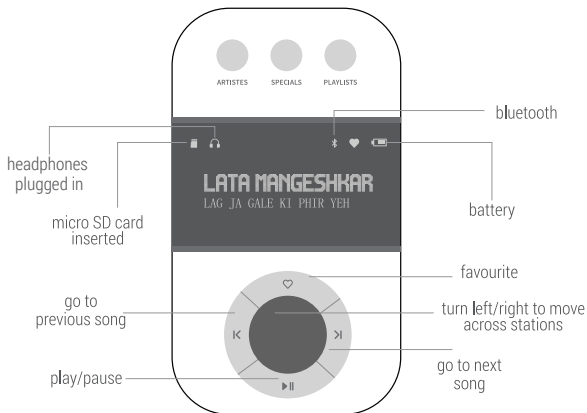 ARTISTES SPECIALS PLAYLISTS
bluetooth
headphones
plugged in
LATA MANGESHKAR
LAG JA GALE KI PHIR YEH
micro SD card
inserted
battery
favourite
go to
previous song
turn left/right to move
across stations
go to next
song
play/pause